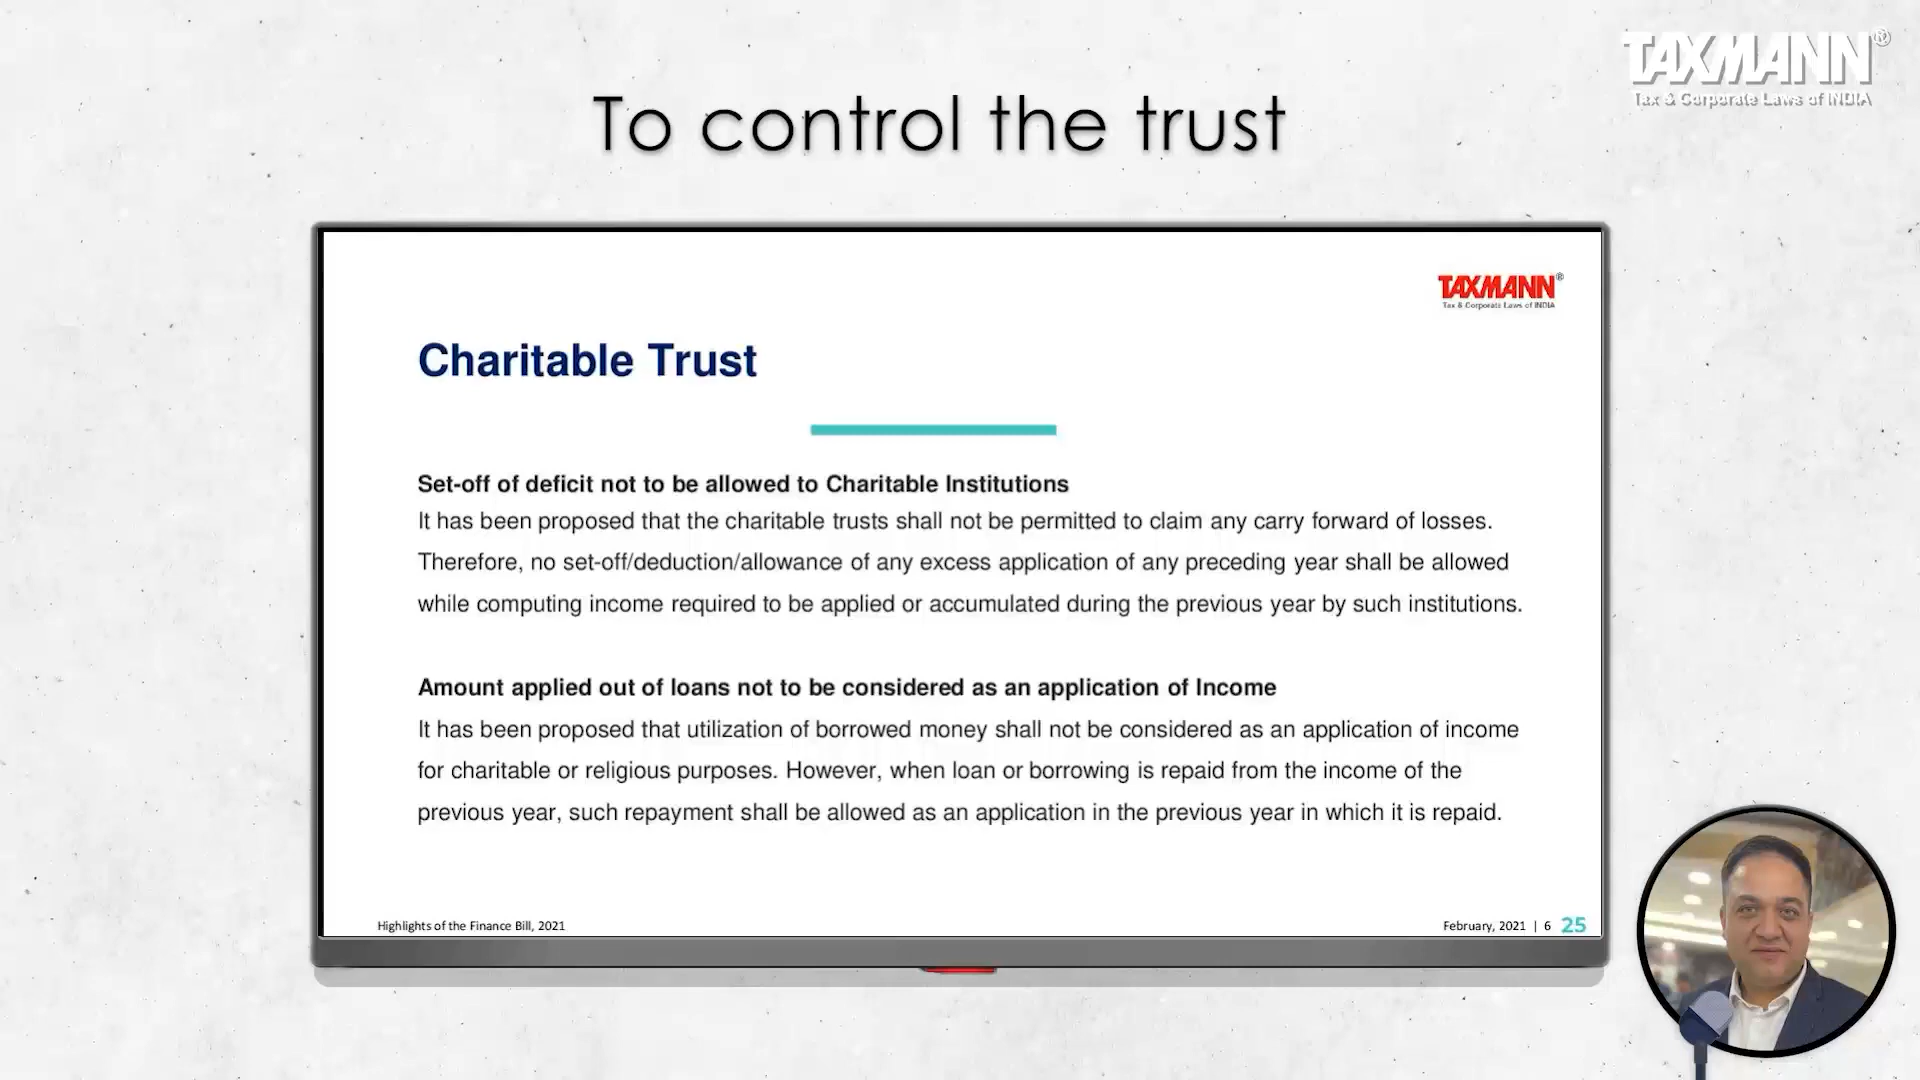 TAXMANN®
Tax & Corporate Laws of INDIA
To control the trust
TAXMANN®
Tax & Corporate Laws of INDIA
Charitable Trust
Set-off of deficit not to be allowed to Charitable Institutions
It has been proposed that the charitable trusts shall not be permitted to claim any carry forward of losses.
Therefore, no set-off/deduction/allowance of any excess application of any preceding year shall be allowed
while computing income required to be applied or accumulated during the previous year by such institutions.
Amount applied out of loans not to be considered as an application of Income
It has been proposed that utilization of borrowed money shall not be considered as an application of income
for charitable or religious purposes. However, when loan or borrowing is repaid from the income of the
previous year, such repayment shall be allowed as an application in the previous year in which it is repaid.
Highlights of the Finance Bill, 2021
February, 2021 | 6 25